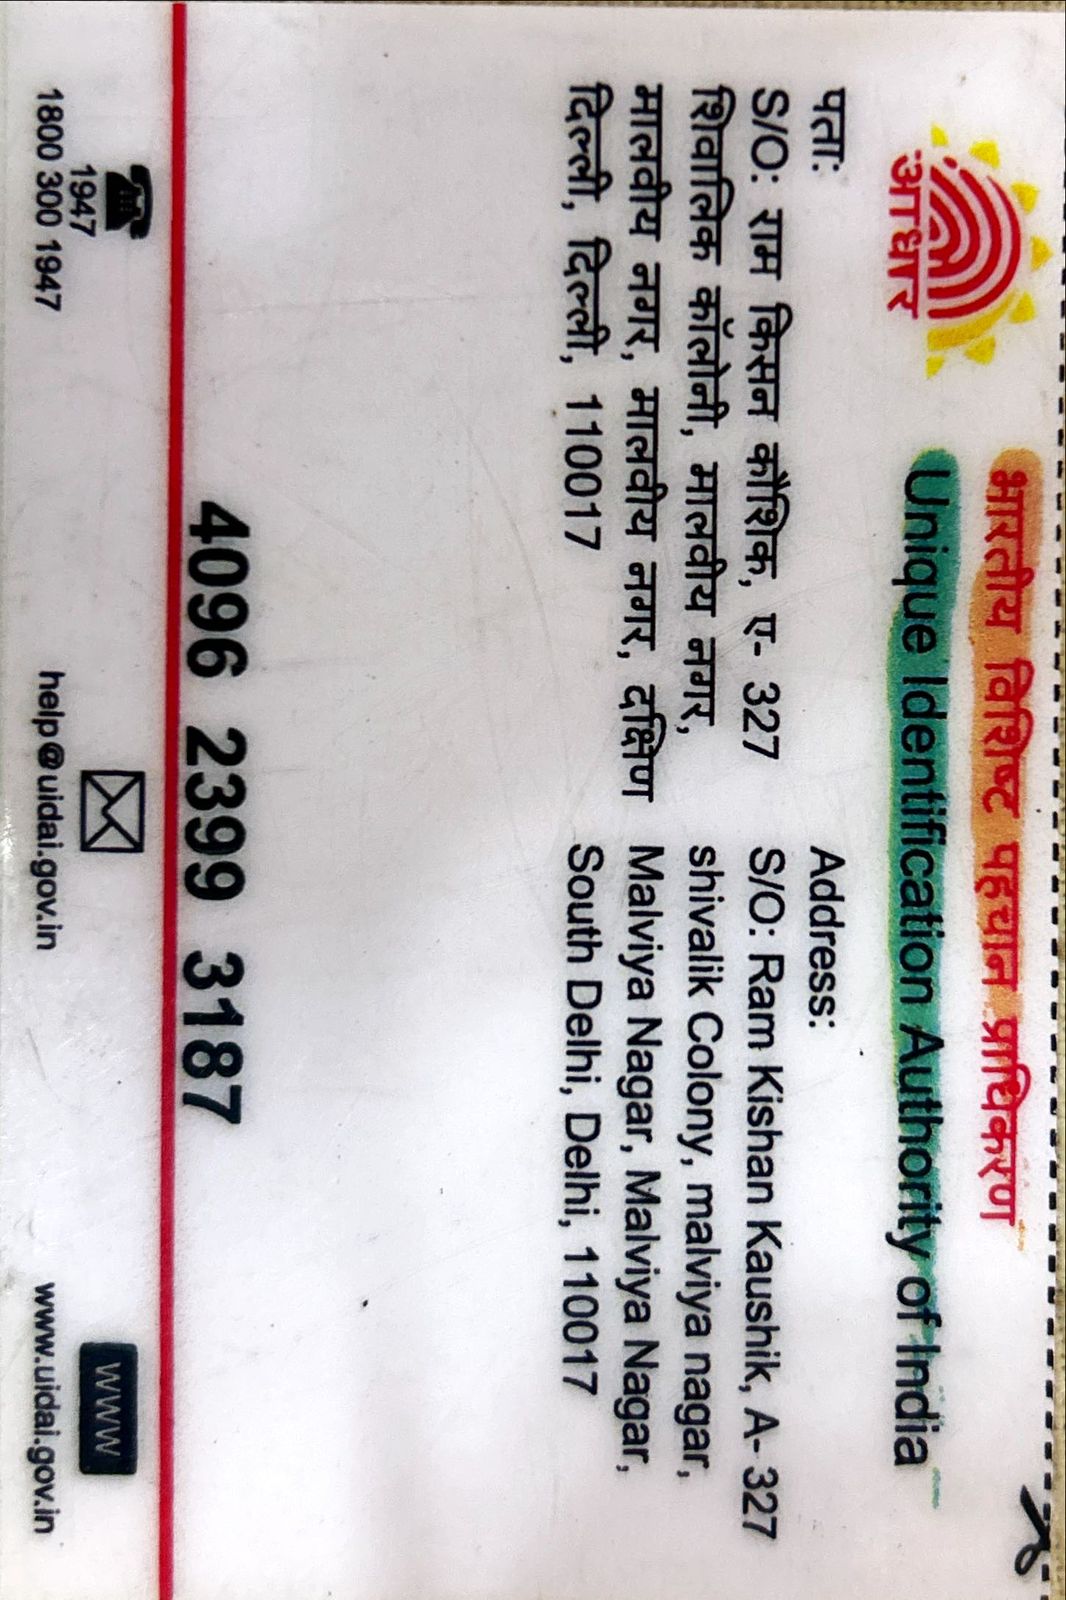 आधार
भारतीय विशिष्ट पहचान प्राधिकरण
Unique Identification Authority of India
पता:
S/O: राम किसन कौशिक, ए- 327
शिवालिक कॉलोनी, मालवीय नगर,
मालवीय नगर, मालवीय नगर, दक्षिण
दिल्ली, दिल्ली, 110017
Address:
S/O: Ram Kishan Kaushik, A- 327
shivalik Colony, malviya nagar,
Malviya Nagar, Malviya Nagar,
South Delhi, Delhi, 110017
4096 2399 3187
1947
1800 300 1947
help@uidai.gov.in
www
www.uidai.gov.in